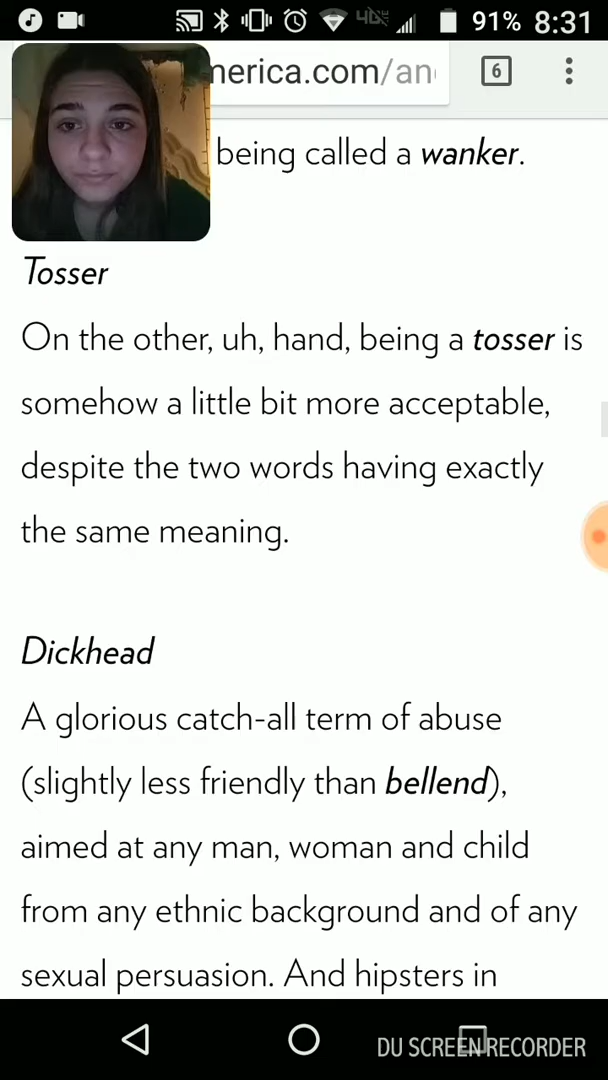 91% 8:31
nerica.com/an
6
being called a wanker.
Tosser
On the other, uh, hand, being a tosser is
somehow a little bit more acceptable,
despite the two words having exactly
the same meaning.
Dickhead
A glorious catch-all term of abuse
(slightly less friendly than bellend),
aimed at any man, woman and child
from any ethnic background and of any
sexual persuasion. And hipsters in
DU SCREEN RECORDER